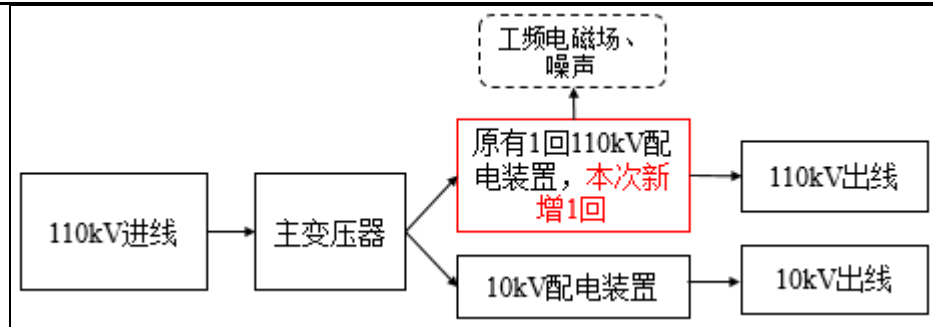 工频电磁场、
噪声
原有1回110kV配
电装置，本次新
增1回
110kV出线
110kV进线
主变压器
10kV配电装置
10kV出线